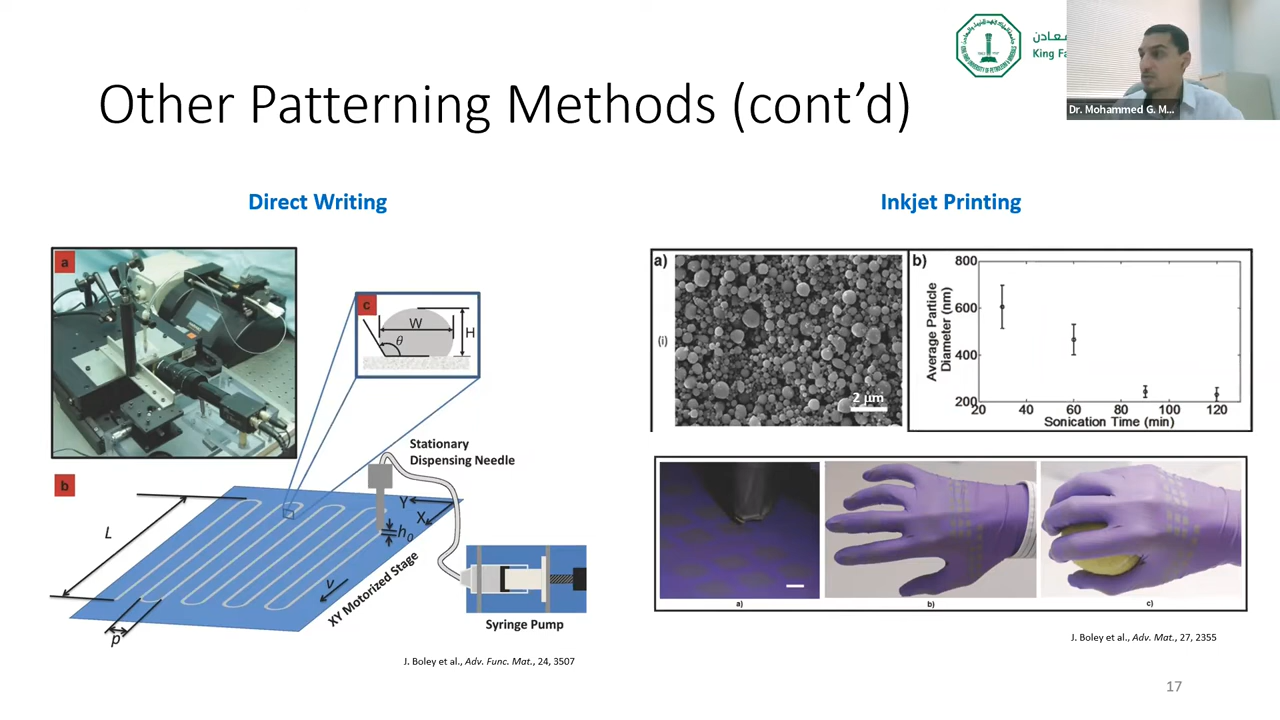 معادن
King Fa
Dr. Mohammed G. M...
Other Patterning Methods (cont’d)
Direct Writing
a
c
W
H
θ
b
L
p
Stationary
Dispensing Needle
Y
X
h0
v
XY Motorized Stage
Syringe Pump
J. Boley et al., Adv. Func. Mat., 24, 3507
Inkjet Printing
a)
(i)
2 μm
b)
Average Particle
Diameter (nm)
800
600
400
200
20
40
60
80
100
120
Sonication Time (min)
a)
b)
c)
J. Boley et al., Adv. Mat., 27, 2355
17